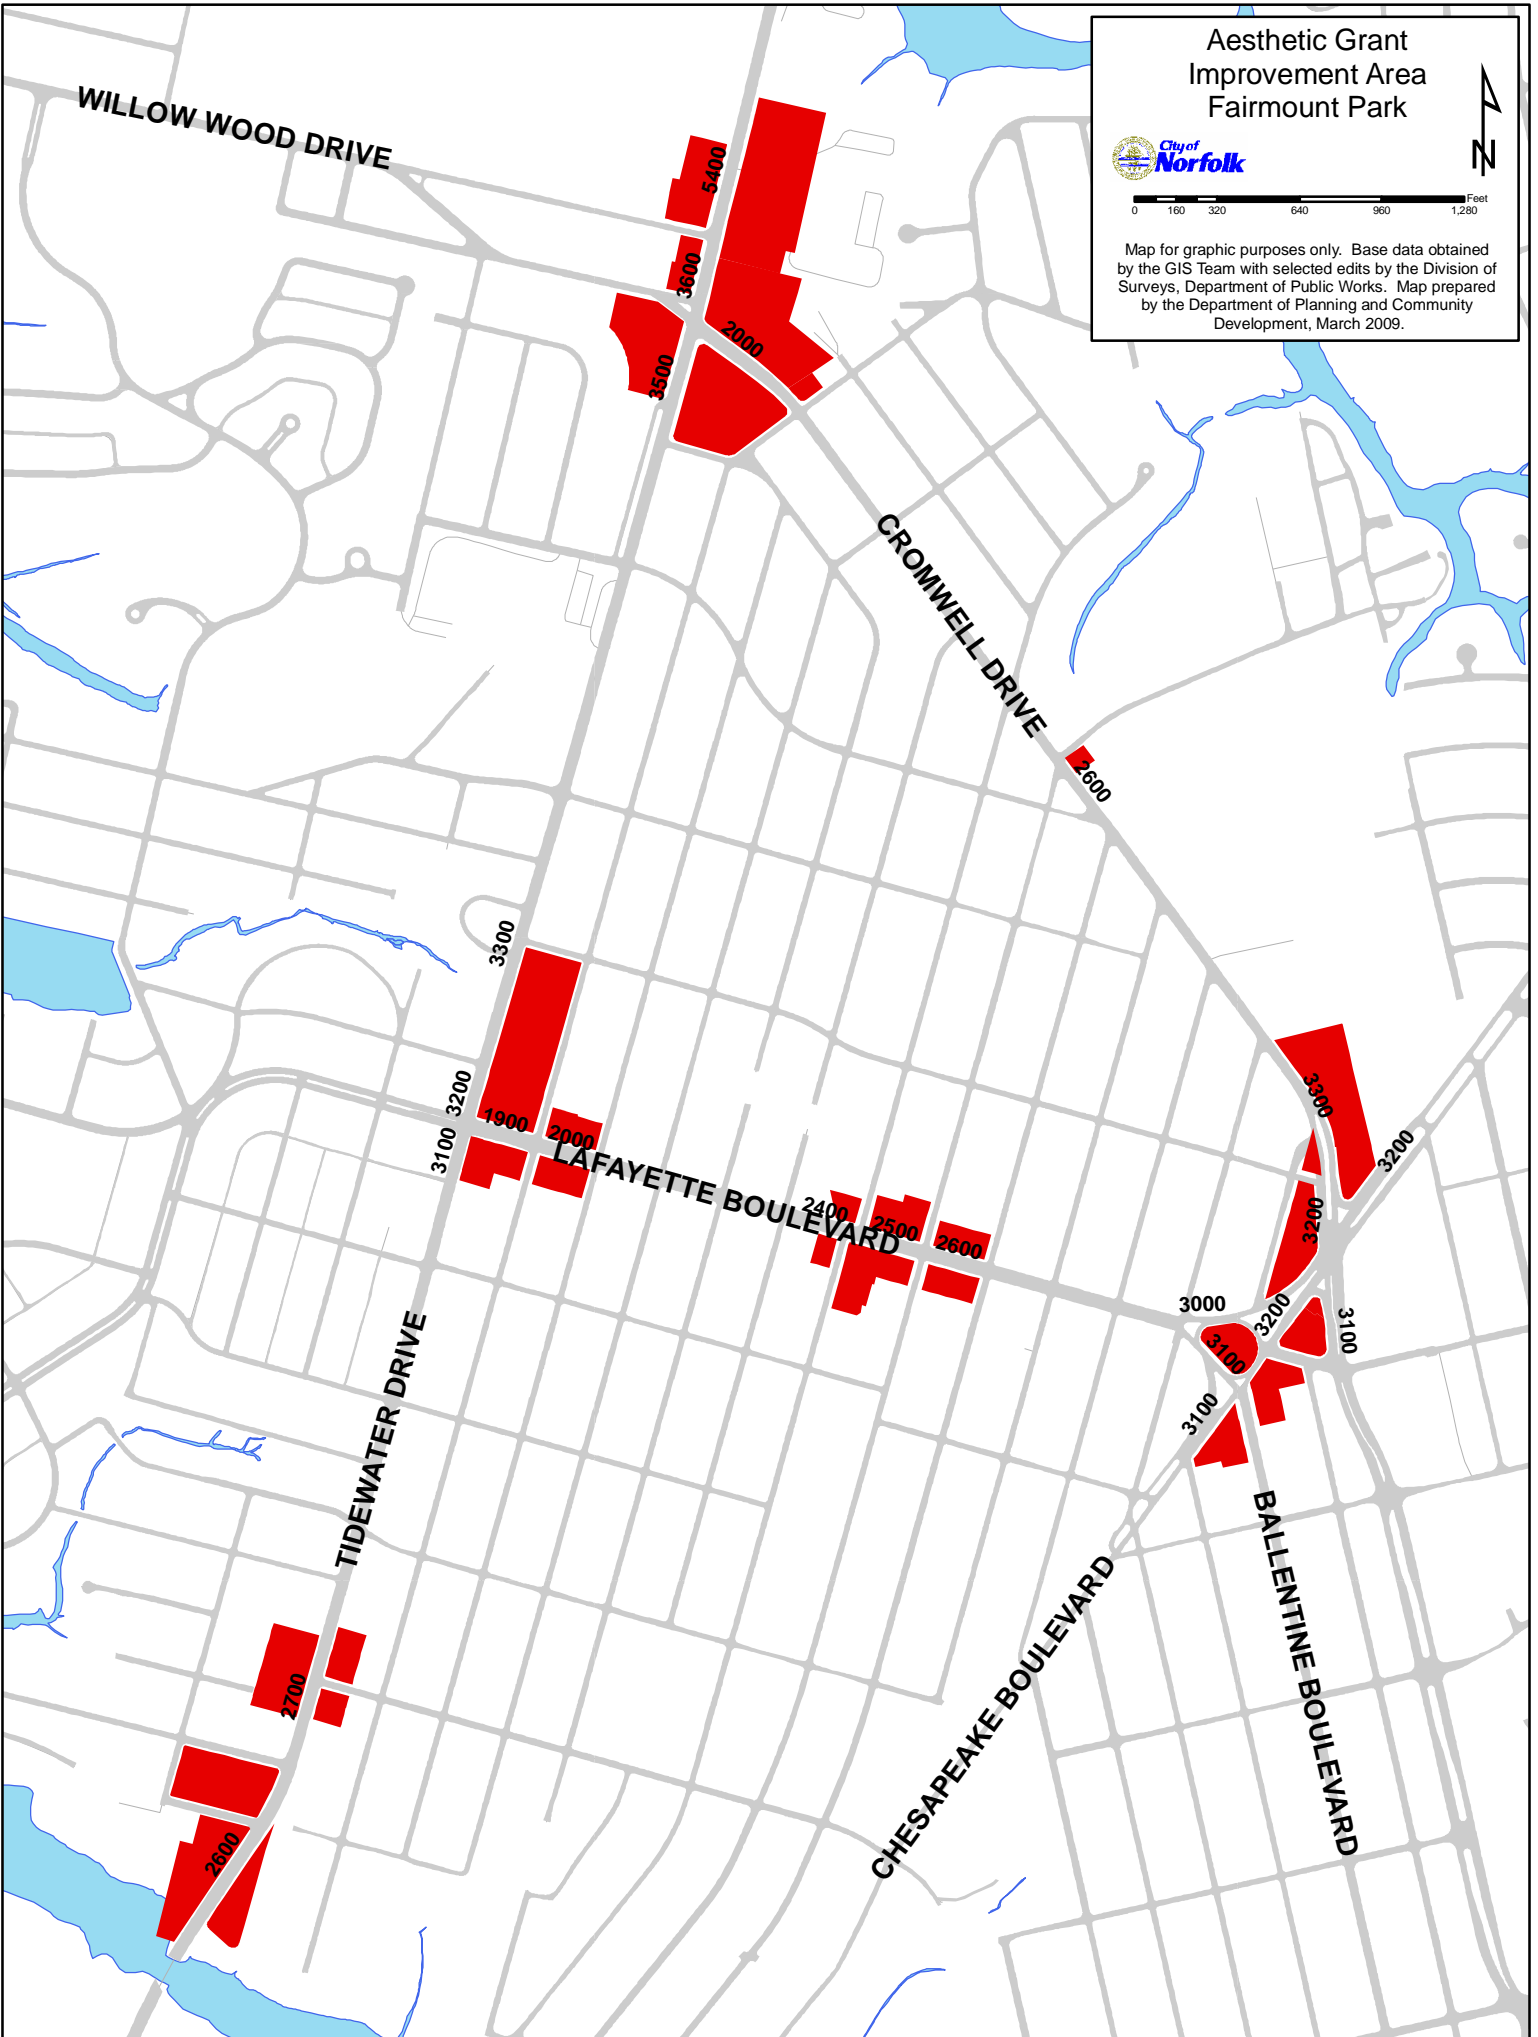 Aesthetic Grant
Improvement Area
Fairmount Park
City of
Norfolk
N
Feet
0 160 320 640 960 1,280
Map for graphic purposes only. Base data obtained
by the GIS Team with selected edits by the Division of
Surveys, Department of Public Works. Map prepared
by the Department of Planning and Community
Development, March 2009.
WILLOW WOOD DRIVE
5400
3600
2000
3500
CROMWELL DRIVE
2600
3300
3200
3100
1900
2000
LAFAYETTE BOULEVARD
2400
2500
2600
3300
3200
3200
3000
3200
3100
3100
3100
TIDEWATER DRIVE
BALLENTINE BOULEVARD
CHESAPEAKE BOULEVARD
2700
2600